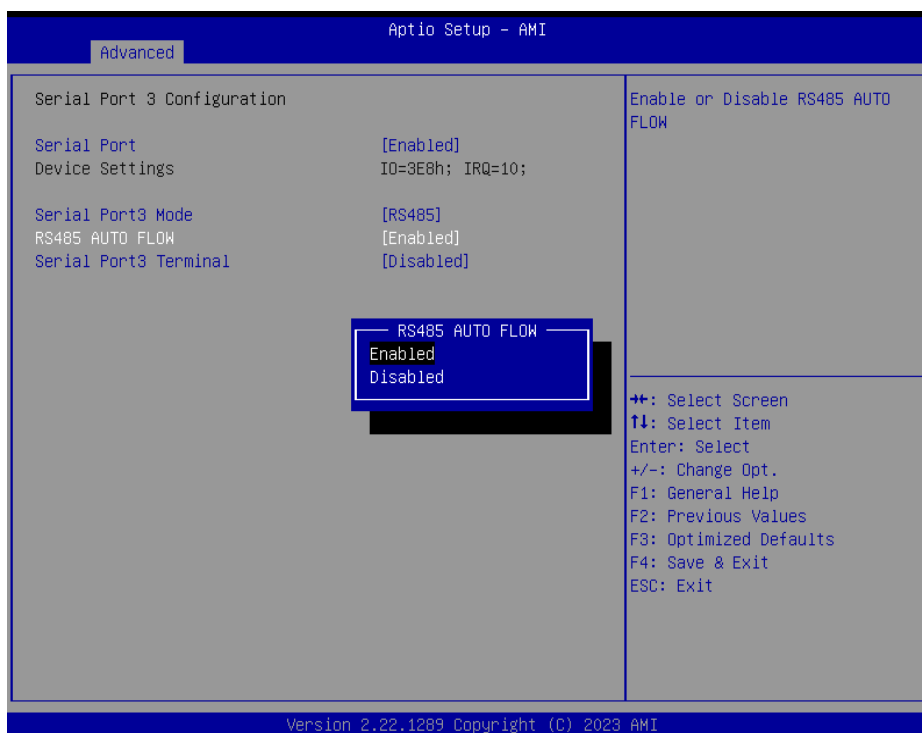 Aptio Setup – AMI
Advanced
Serial Port 3 Configuration
Serial Port [Enabled]
Device Settings IO=3E8h; IRQ=10;
Serial Port3 Mode [RS485]
RS485 AUTO FLOW [Enabled]
Serial Port3 Terminal [Disabled]
RS485 AUTO FLOW
Enabled
Disabled
Enable or Disable RS485 AUTO
FLOW
→←: Select Screen
↑↓: Select Item
Enter: Select
+/-: Change Opt.
F1: General Help
F2: Previous Values
F3: Optimized Defaults
F4: Save & Exit
ESC: Exit
Version 2.22.1289 Copyright (C) 2023 AMI